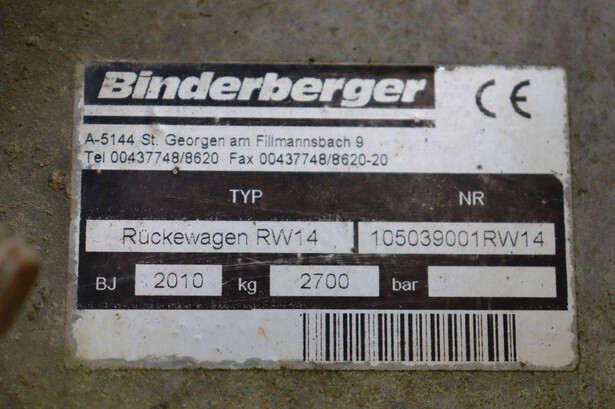 Binderberger CE
A-5144 St. Georgen am Fillmannsbach 9
Tel 00437748/8620 Fax 00437748/8620-20
TYP NR
Rückewagen RW14 105039001RW14
BJ 2010 kg 2700 bar